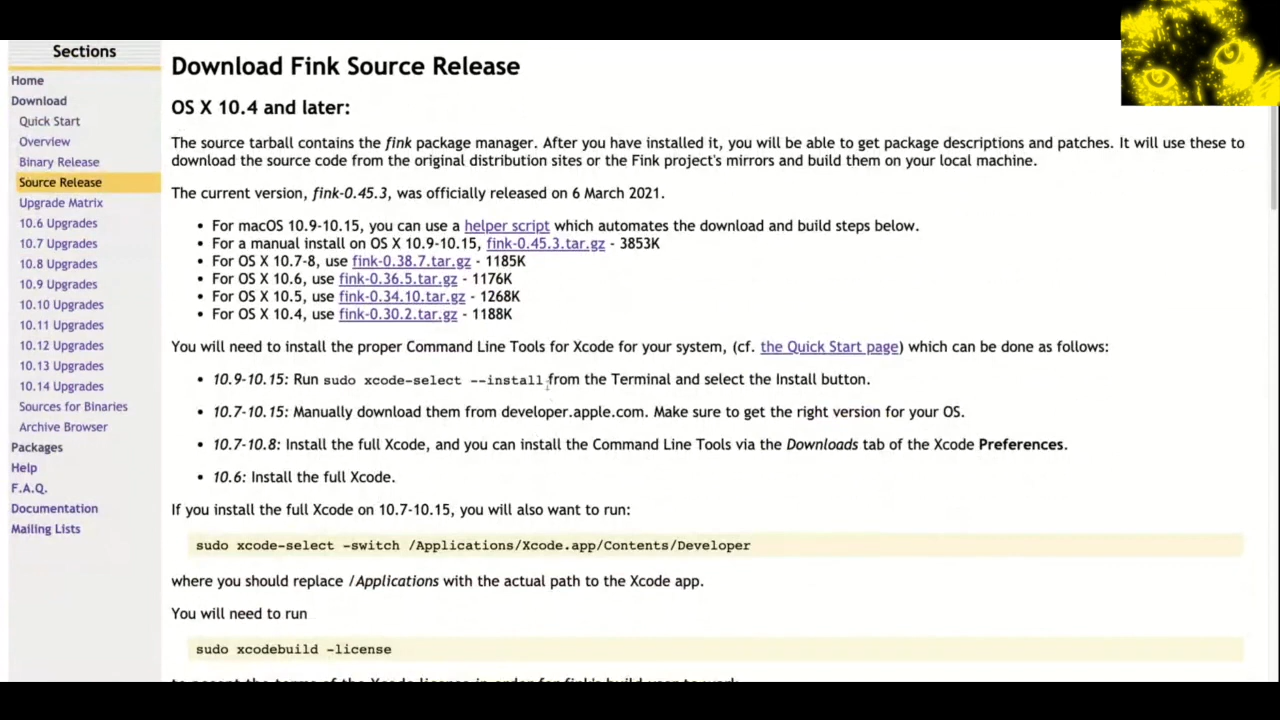 Sections
Home
Download
Quick Start
Overview
Binary Release
Source Release
Upgrade Matrix
10.6 Upgrades
10.7 Upgrades
10.8 Upgrades
10.9 Upgrades
10.10 Upgrades
10.11 Upgrades
10.12 Upgrades
10.13 Upgrades
10.14 Upgrades
Sources for Binaries
Archive Browser
Packages
Help
F.A.Q.
Documentation
Mailing Lists
Download Fink Source Release
OS X 10.4 and later:
The source tarball contains the fink package manager. After you have installed it, you will be able to get package descriptions and patches. It will use these to
download the source code from the original distribution sites or the Fink project's mirrors and build them on your local machine.
The current version, fink-0.45.3, was officially released on 6 March 2021.
• For macOS 10.9-10.15, you can use a helper script which automates the download and build steps below.
• For a manual install on OS X 10.9-10.15, fink-0.45.3.tar.gz - 3853K
• For OS X 10.7-8, use fink-0.38.7.tar.gz - 1185K
• For OS X 10.6, use fink-0.36.5.tar.gz - 1176K
• For OS X 10.5, use fink-0.34.10.tar.gz - 1268K
• For OS X 10.4, use fink-0.30.2.tar.gz - 1188K
You will need to install the proper Command Line Tools for Xcode for your system, (cf. the Quick Start page) which can be done as follows:
• 10.9-10.15: Run sudo xcode-select --install from the Terminal and select the Install button.
• 10.7-10.15: Manually download them from developer.apple.com. Make sure to get the right version for your OS.
• 10.7-10.8: Install the full Xcode, and you can install the Command Line Tools via the Downloads tab of the Xcode Preferences.
• 10.6: Install the full Xcode.
If you install the full Xcode on 10.7-10.15, you will also want to run:
sudo xcode-select -switch /Applications/Xcode.app/Contents/Developer
where you should replace /Applications with the actual path to the Xcode app.
You will need to run
sudo xcodebuild -license
to accept the terms of the Xcode license in order for fink's build user to work.